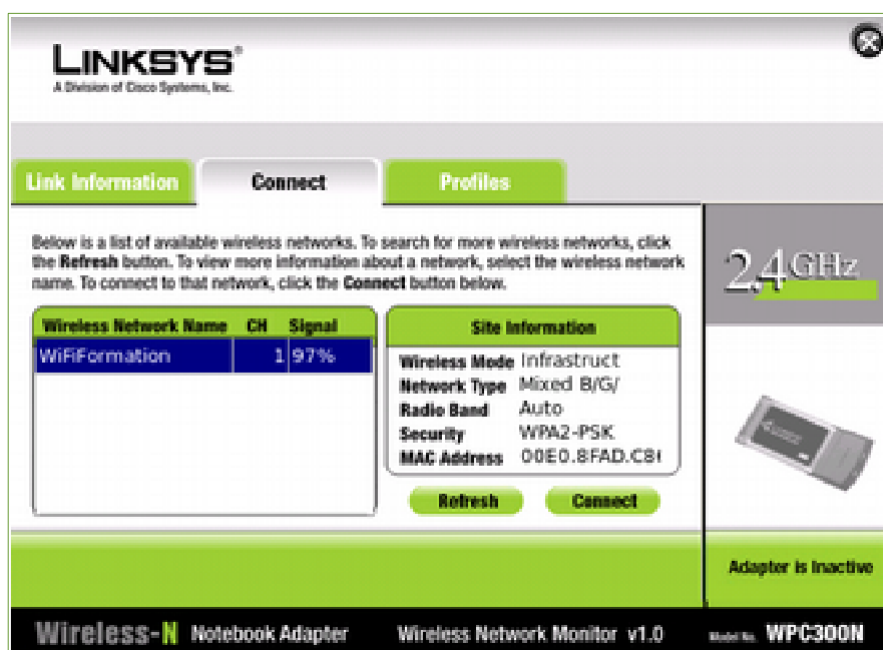 LINKSYS®
A Division of Cisco Systems, Inc.
Link Information
Connect
Profiles
Below is a list of available wireless networks. To search for more wireless networks, click
the Refresh button. To view more information about a network, select the wireless network
name. To connect to that network, click the Connect button below.
2,4 GHz
Wireless Network Name CH Signal
WiFiFormation 1 97%
Site Information
Wireless Mode Infrastruct
Network Type Mixed B/G/
Radio Band Auto
Security WPA2-PSK
MAC Address 00E0.8FAD.C8
Refresh
Connect
Adapter is Inactive
Wireless-N Notebook Adapter
Wireless Network Monitor v1.0
Model No. WPC300N